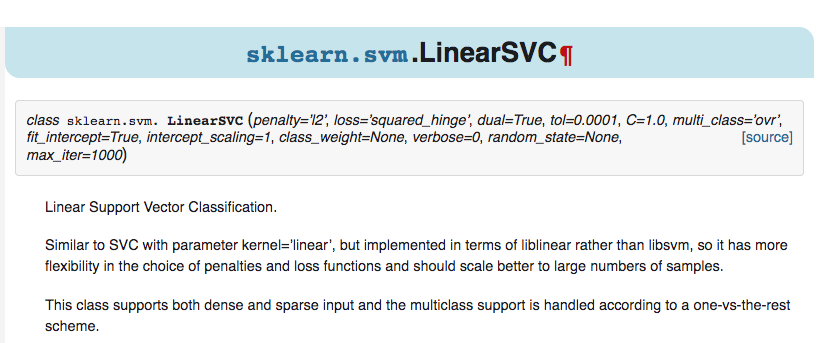 sklearn.svm.LinearSVC¶
class sklearn.svm. LinearSVC (penalty='l2', loss='squared_hinge', dual=True, tol=0.0001, C=1.0, multi_class='ovr',
fit_intercept=True, intercept_scaling=1, class_weight=None, verbose=0, random_state=None, [source]
max_iter=1000)
Linear Support Vector Classification.
Similar to SVC with parameter kernel='linear', but implemented in terms of liblinear rather than libsvm, so it has more
flexibility in the choice of penalties and loss functions and should scale better to large numbers of samples.
This class supports both dense and sparse input and the multiclass support is handled according to a one-vs-the-rest
scheme.